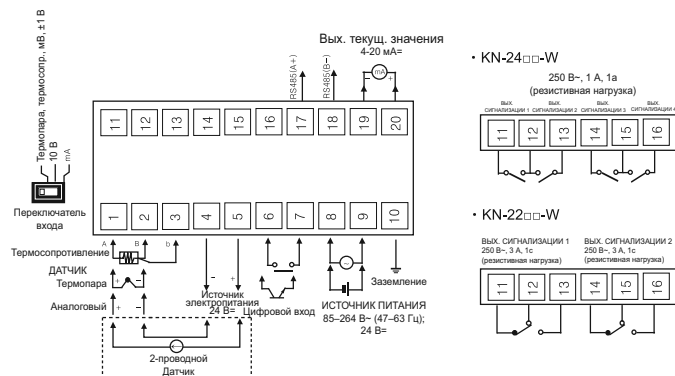 Вых. текущ. значения
4-20 мА=
RS485(A+)
RS485(B−)
mA
−
+
11 12 13 14 15 16 17 18 19 20
Термопара, термосопр., мВ, ±1 В
10 В
mA
Переключатель
входа
1 2 3 4 5 6 7 8 9 10
A
B
b
Термосопротивление
ДАТЧИК
Термопара
+ −
Аналоговый
+ −
− +
Источник
электропитания
24 В=
Цифровой вход
ИСТОЧНИК ПИТАНИЯ
85–264 В~ (47–63 Гц);
24 В=
Заземление
2-проводной
Датчик
· KN-24□□-W
250 В~, 1 А, 1a
(резистивная нагрузка)
ВЫХ. СИГНАЛИЗАЦИИ 1
ВЫХ. СИГНАЛИЗАЦИИ 2
ВЫХ. СИГНАЛИЗАЦИИ 3
ВЫХ. СИГНАЛИЗАЦИИ 4
11 12 13 14 15 16
· KN-22□□-W
ВЫХ. СИГНАЛИЗАЦИИ 1
250 В~, 3 А, 1c
(резистивная нагрузка)
ВЫХ. СИГНАЛИЗАЦИИ 2
250 В~, 3 А, 1c
(резистивная нагрузка)
11 12 13 14 15 16